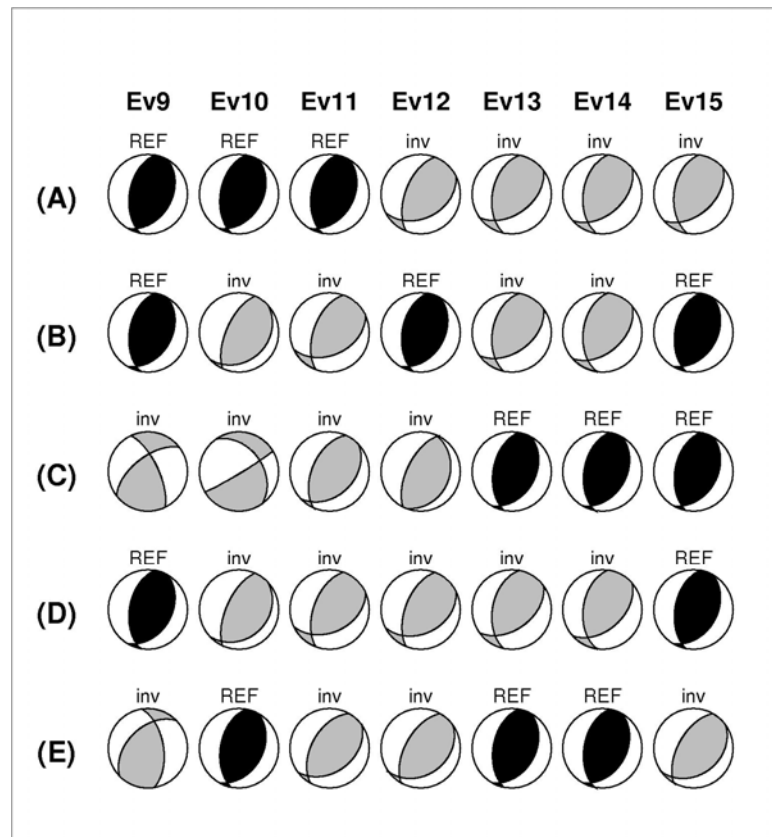 Ev9 Ev10 Ev11 Ev12 Ev13 Ev14 Ev15
REF REF REF inv inv inv inv
(A)
REF inv inv REF inv inv REF
(B)
inv inv inv inv REF REF REF
(C)
REF inv inv inv inv inv REF
(D)
inv REF inv inv REF REF inv
(E)